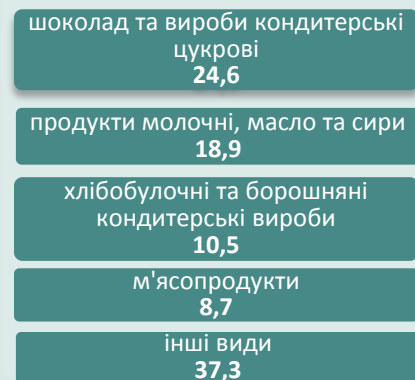 шоколад та вироби кондитерські
цукрові
24,6
продукти молочні, масло та сири
18,9
хлібобулочні та борошняні
кондитерські вироби
10,5
м'ясопродукти
8,7
інші види
37,3